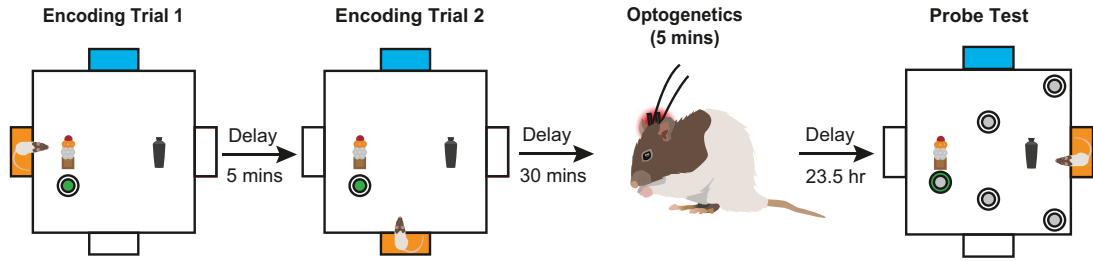 Encoding Trial 1
Encoding Trial 2
Optogenetics
(5 mins)
Probe Test
Delay
5 mins
Delay
30 mins
Delay
23.5 hr